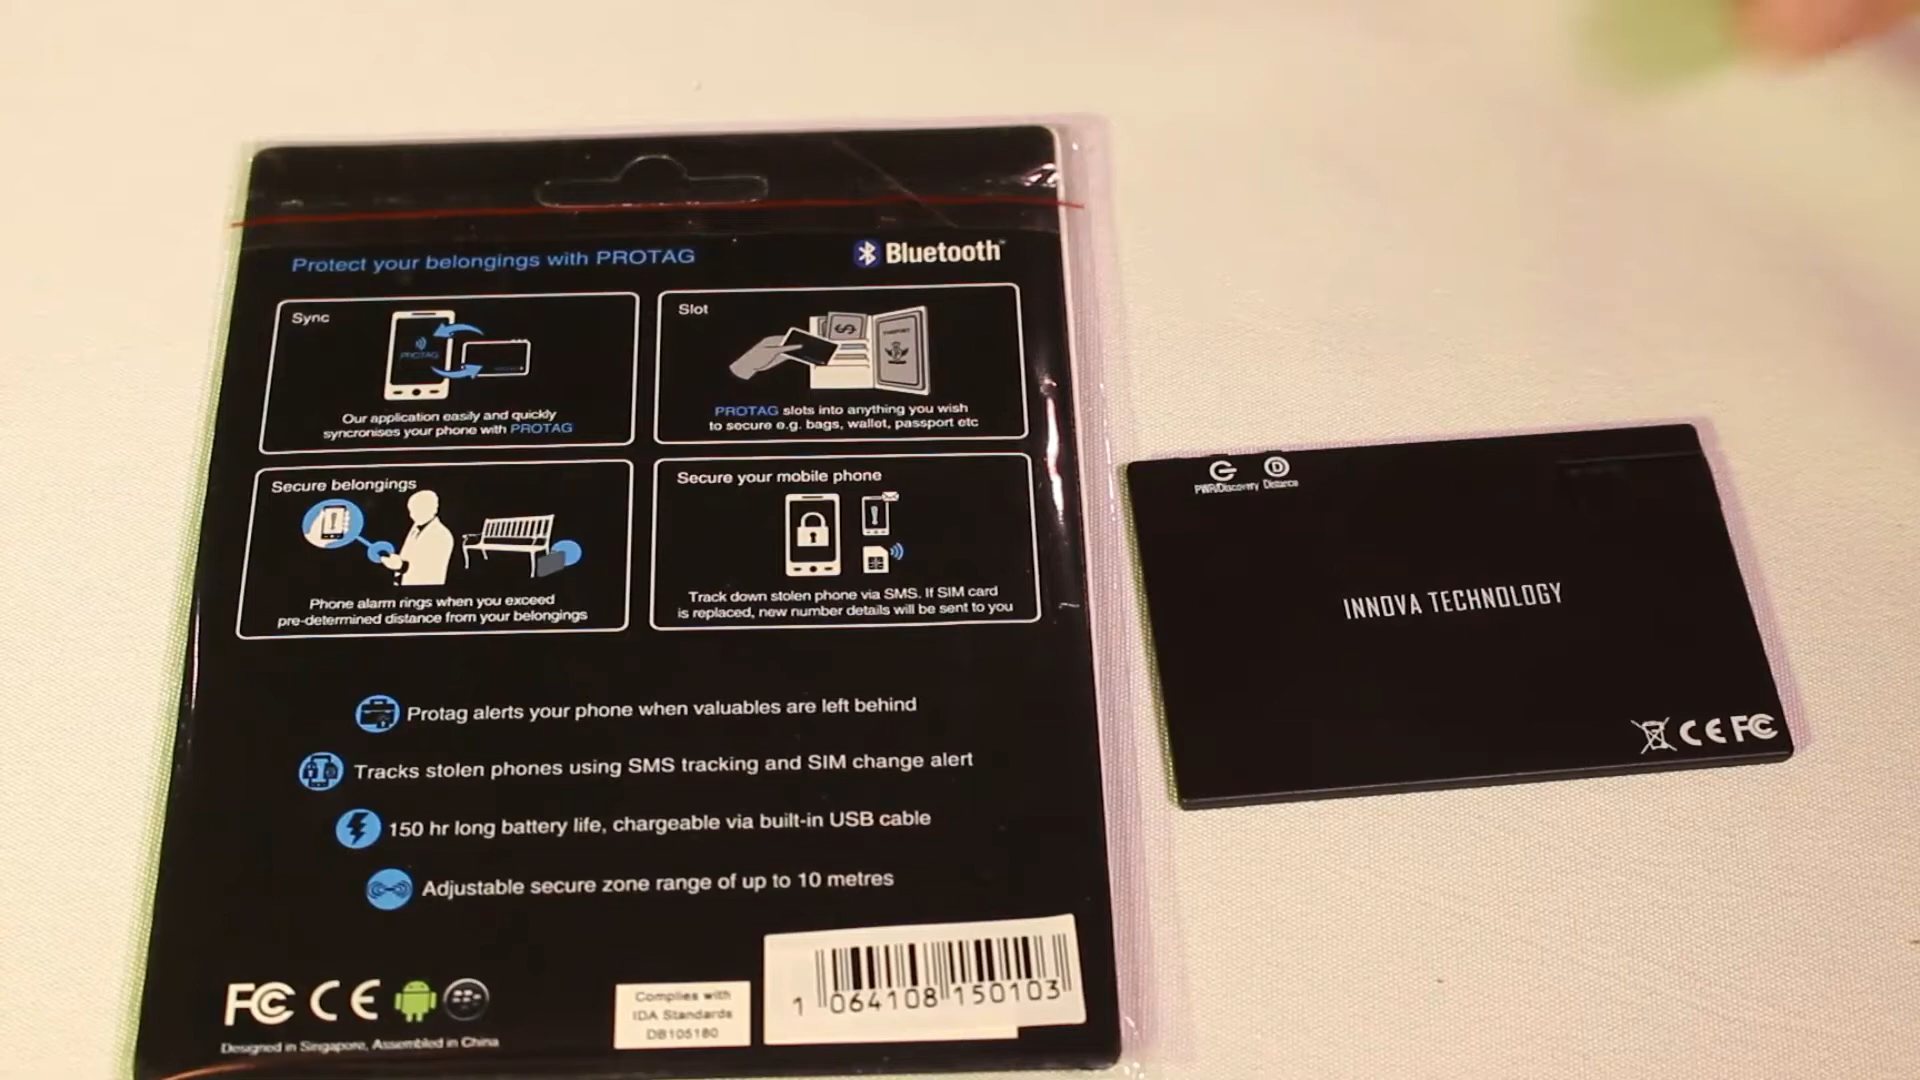 Protect your belongings with PROTAG
Bluetooth
Sync
PROTAG
Our application easily and quickly
syncronises your phone with PROTAG
Slot
PASSPORT
PROTAG slots into anything you wish
to secure e.g. bags, wallet, passport etc
Secure belongings
Phone alarm rings when you exceed
pre-determined distance from your belongings
Secure your mobile phone
Track down stolen phone via SMS. If SIM card
is replaced, new number details will be sent to you
Protag alerts your phone when valuables are left behind
Tracks stolen phones using SMS tracking and SIM change alert
150 hr long battery life, chargeable via built-in USB cable
Adjustable secure zone range of up to 10 metres
FC CE
Designed in Singapore, Assembled in China
Complies with
IDA Standards
DB105180
1 064108 150103
PWR/Discovery Distance
D
INNOVA TECHNOLOGY
CE FC